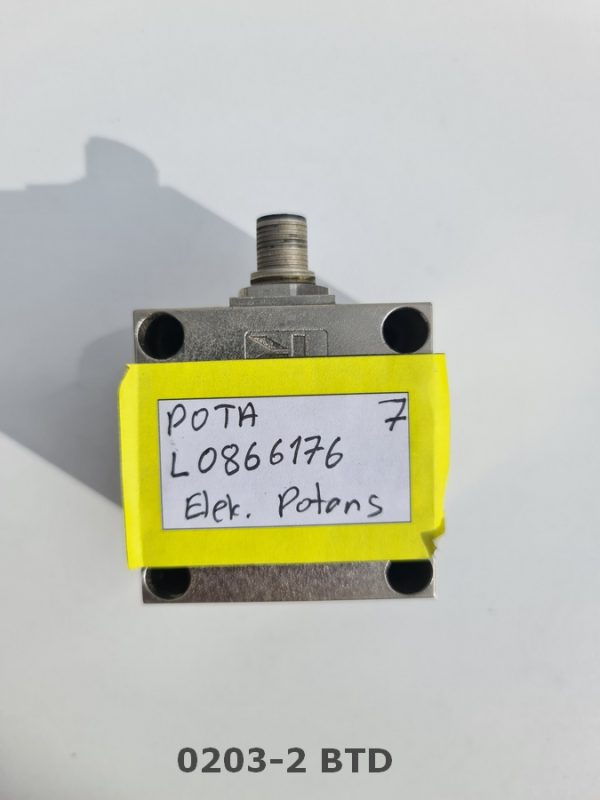 POTA 7
L0866176
Elek. Potans
0203-2 BTD